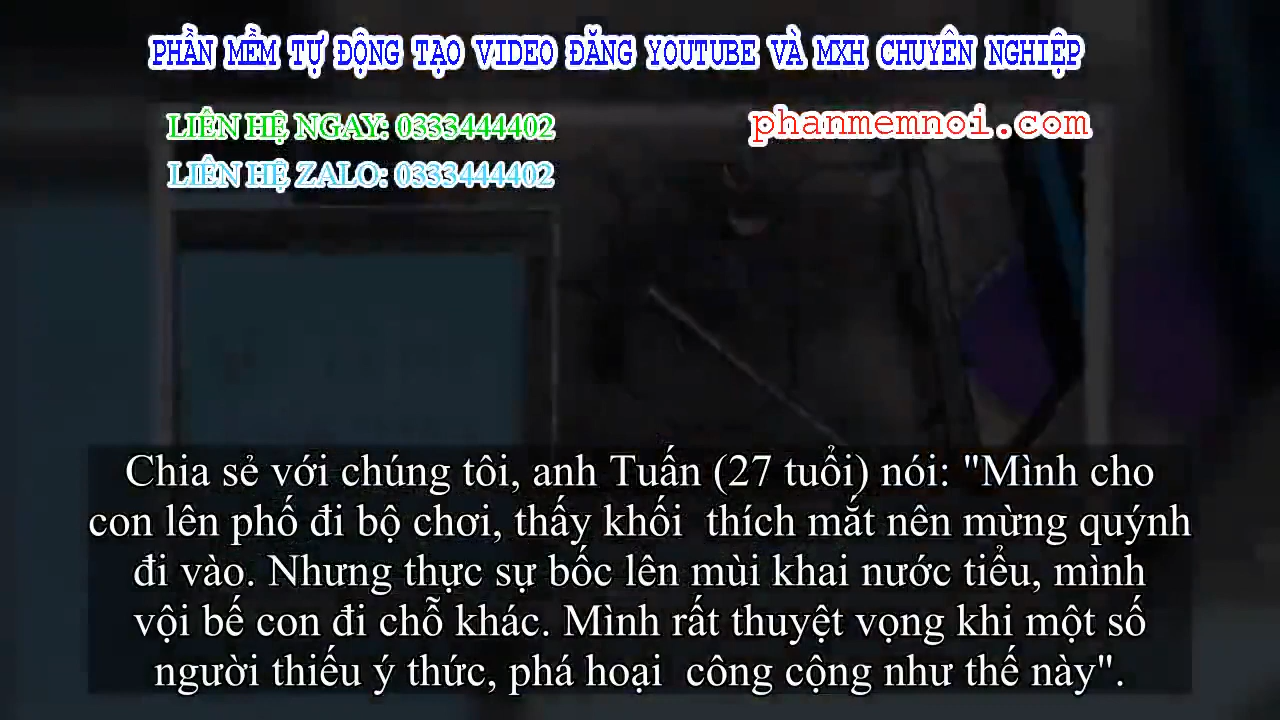 PHẦN MỀM TỰ ĐỘNG TẠO VIDEO ĐĂNG YOUTUBE VÀ MXH CHUYÊN NGHIỆP
LIÊN HỆ NGAY: 0333444402
phanmemnoi.com
LIÊN HỆ ZALO: 0333444402
Chia sẻ với chúng tôi, anh Tuấn (27 tuổi) nói: "Mình cho
con lên phố đi bộ chơi, thấy khối  thích mắt nên mừng quýnh
đi vào. Nhưng thực sự bốc lên mùi khai nước tiểu, mình
vội bế con đi chỗ khác. Mình rất thuyệt vọng khi một số
người thiếu ý thức, phá hoại  công cộng như thế này".